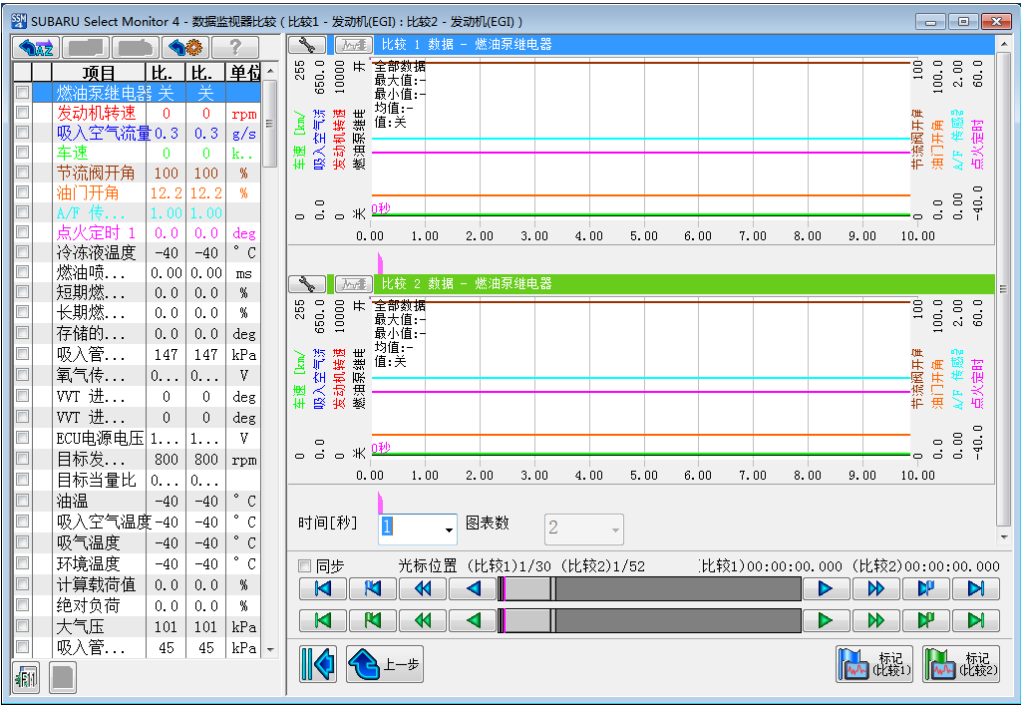 SUBARU Select Monitor 4 - 数据监视器比较 ( 比较1 - 发动机(EGI) : 比较2 - 发动机(EGI) )
AZ ?
项目 比. 比. 单位
燃油泵继电器 关 关
发动机转速 0 0 rpm
吸入空气流量 0.3 0.3 g/s
车速 0 0 k..
节流阀开角 100 100 %
油门开角 12.2 12.2 %
A/F 传... 1.00 1.00
点火定时 1 0.0 0.0 deg
冷冻液温度 -40 -40 ° C
燃油喷... 0.00 0.00 ms
短期燃... 0.0 0.0 %
长期燃... 0.0 0.0 %
存储的... 0.0 0.0 deg
吸入管... 147 147 kPa
氧气传... 0... 0... V
VVT 进... 0 0 deg
VVT 进... 0 0 deg
ECU电源电压 1... 1... V
目标发... 800 800 rpm
目标当量比 0... 0...
油温 -40 -40 ° C
吸入空气温度 -40 -40 ° C
吸气温度 -40 -40 ° C
环境温度 -40 -40 ° C
计算载荷值 0.0 0.0 %
绝对负荷 0.0 0.0 %
大气压 101 101 kPa
吸入管... 45 45 kPa
F11
比较 1 数据 - 燃油泵继电器
255 650.0 10000 开
全部数据
最大值:-
最小值:-
均值:-
值:关
100 100.0 2.00 60.0
车速 [km/ 吸入空气流 发动机转速 燃油泵继电
节流阀开角 油门开角 A/F 传感器 点火定时
0 0.0 0 关
0秒
0 0.0 0.00 -40.0
0.00 1.00 2.00 3.00 4.00 5.00 6.00 7.00 8.00 9.00 10.00
比较 2 数据 - 燃油泵继电器
255 650.0 10000 开
全部数据
最大值:-
最小值:-
均值:-
值:关
100 100.0 2.00 60.0
车速 [km/ 吸入空气流 发动机转速 燃油泵继电
节流阀开角 油门开角 A/F 传感器 点火定时
0 0.0 0 关
0秒
0 0.0 0.00 -40.0
0.00 1.00 2.00 3.00 4.00 5.00 6.00 7.00 8.00 9.00 10.00
时间[秒] 1 图表数 2
同步 光标位置 (比较1)1/30 (比较2)1/52 比较1)00:00:00.000 (比较2)00:00:00.000
上一步
标记
(比较1)
标记
(比较2)